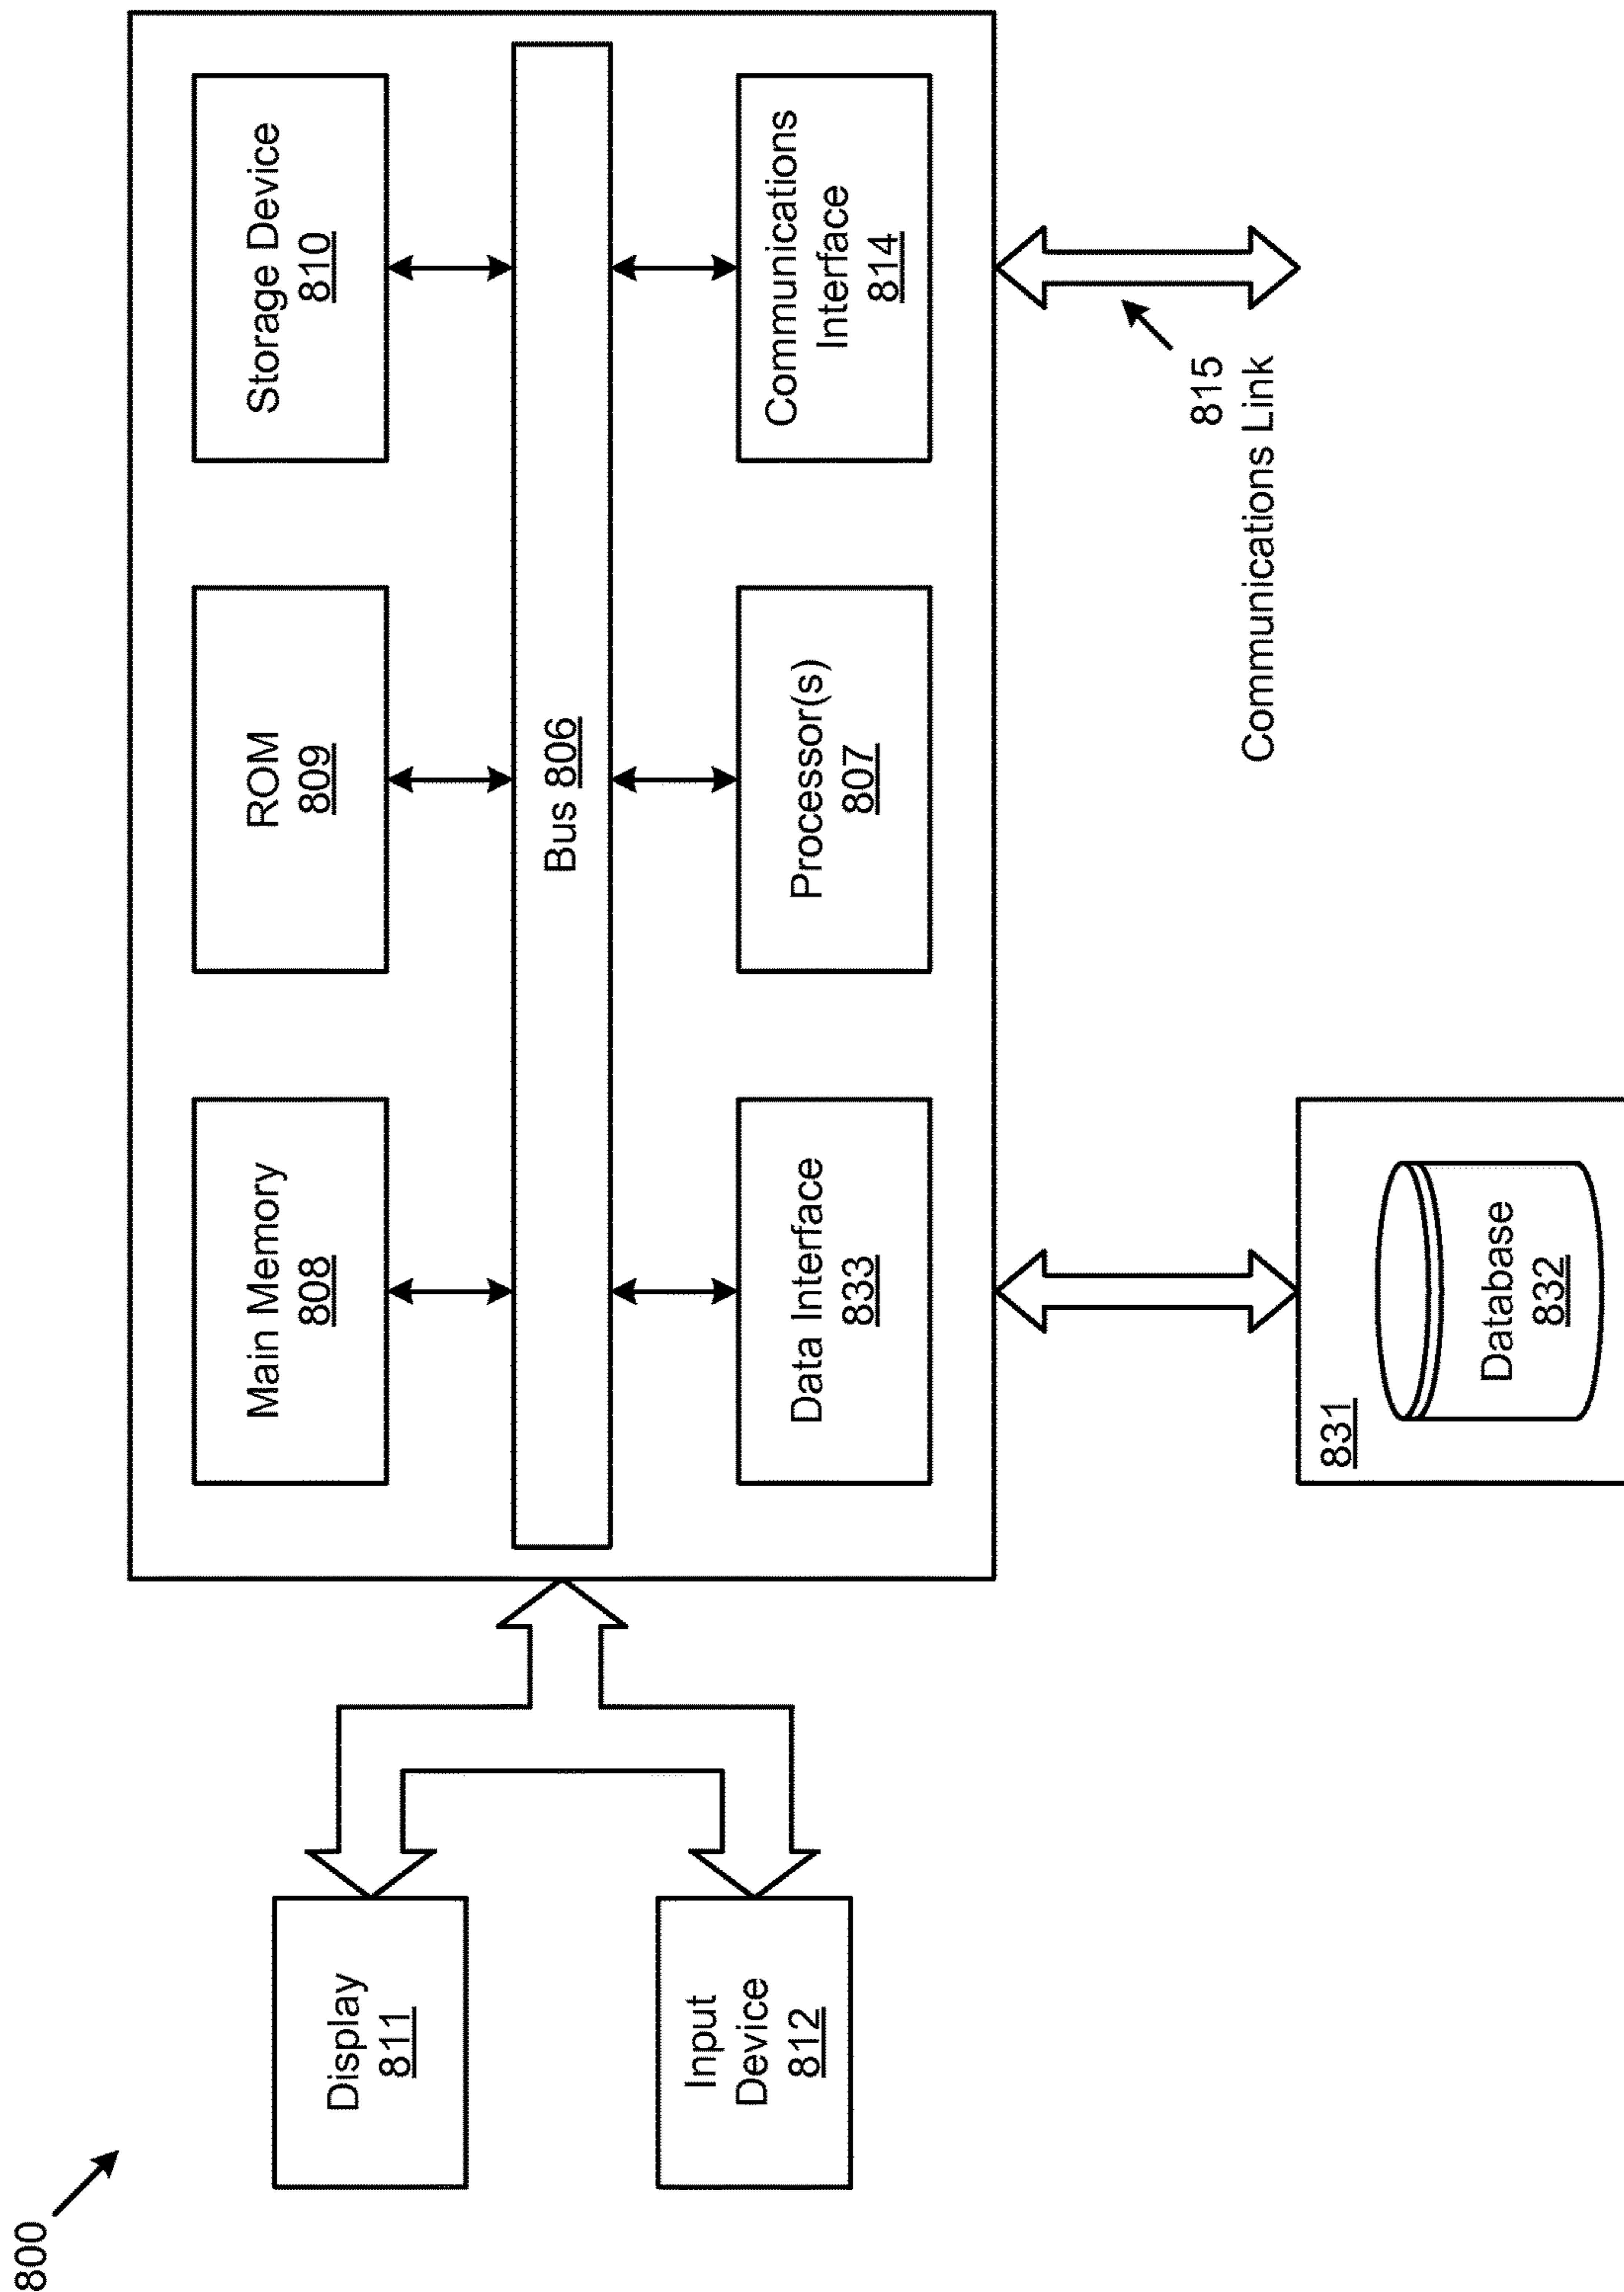 800
Display
811
Input
Device
812
Main Memory
808
ROM
809
Storage Device
810
Bus 806
Data Interface
833
Processor(s)
807
Communications
Interface
814
815
Communications Link
831
Database
832